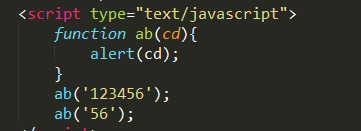 <script type="text/javascript">
function ab(cd){
alert(cd);
}
ab('123456');
ab('56');